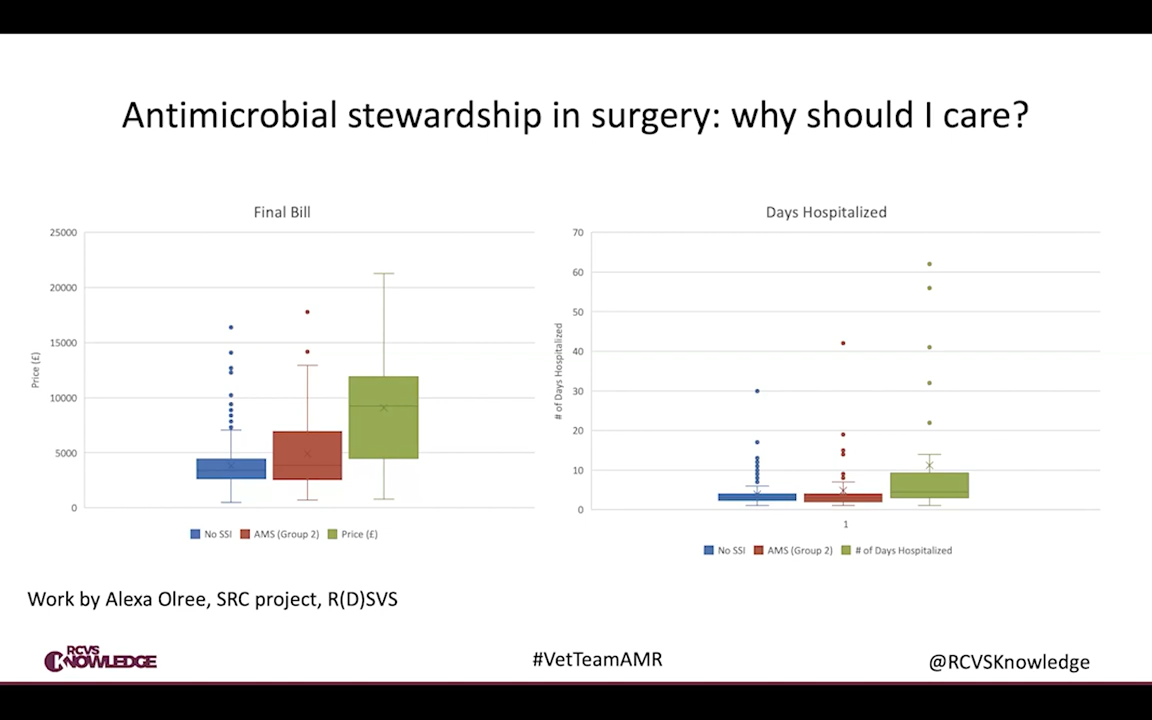 Antimicrobial stewardship in surgery: why should I care?
Final Bill
25000
20000
15000
10000
5000
0
Price (£)
No SSI AMS (Group 2) Price (£)
Days Hospitalized
70
60
50
40
30
20
10
0
# of Days Hospitalized
1
No SSI AMS (Group 2) # of Days Hospitalized
Work by Alexa Olree, SRC project, R(D)SVS
RCVS
KNOWLEDGE
#VetTeamAMR
@RCVSKnowledge